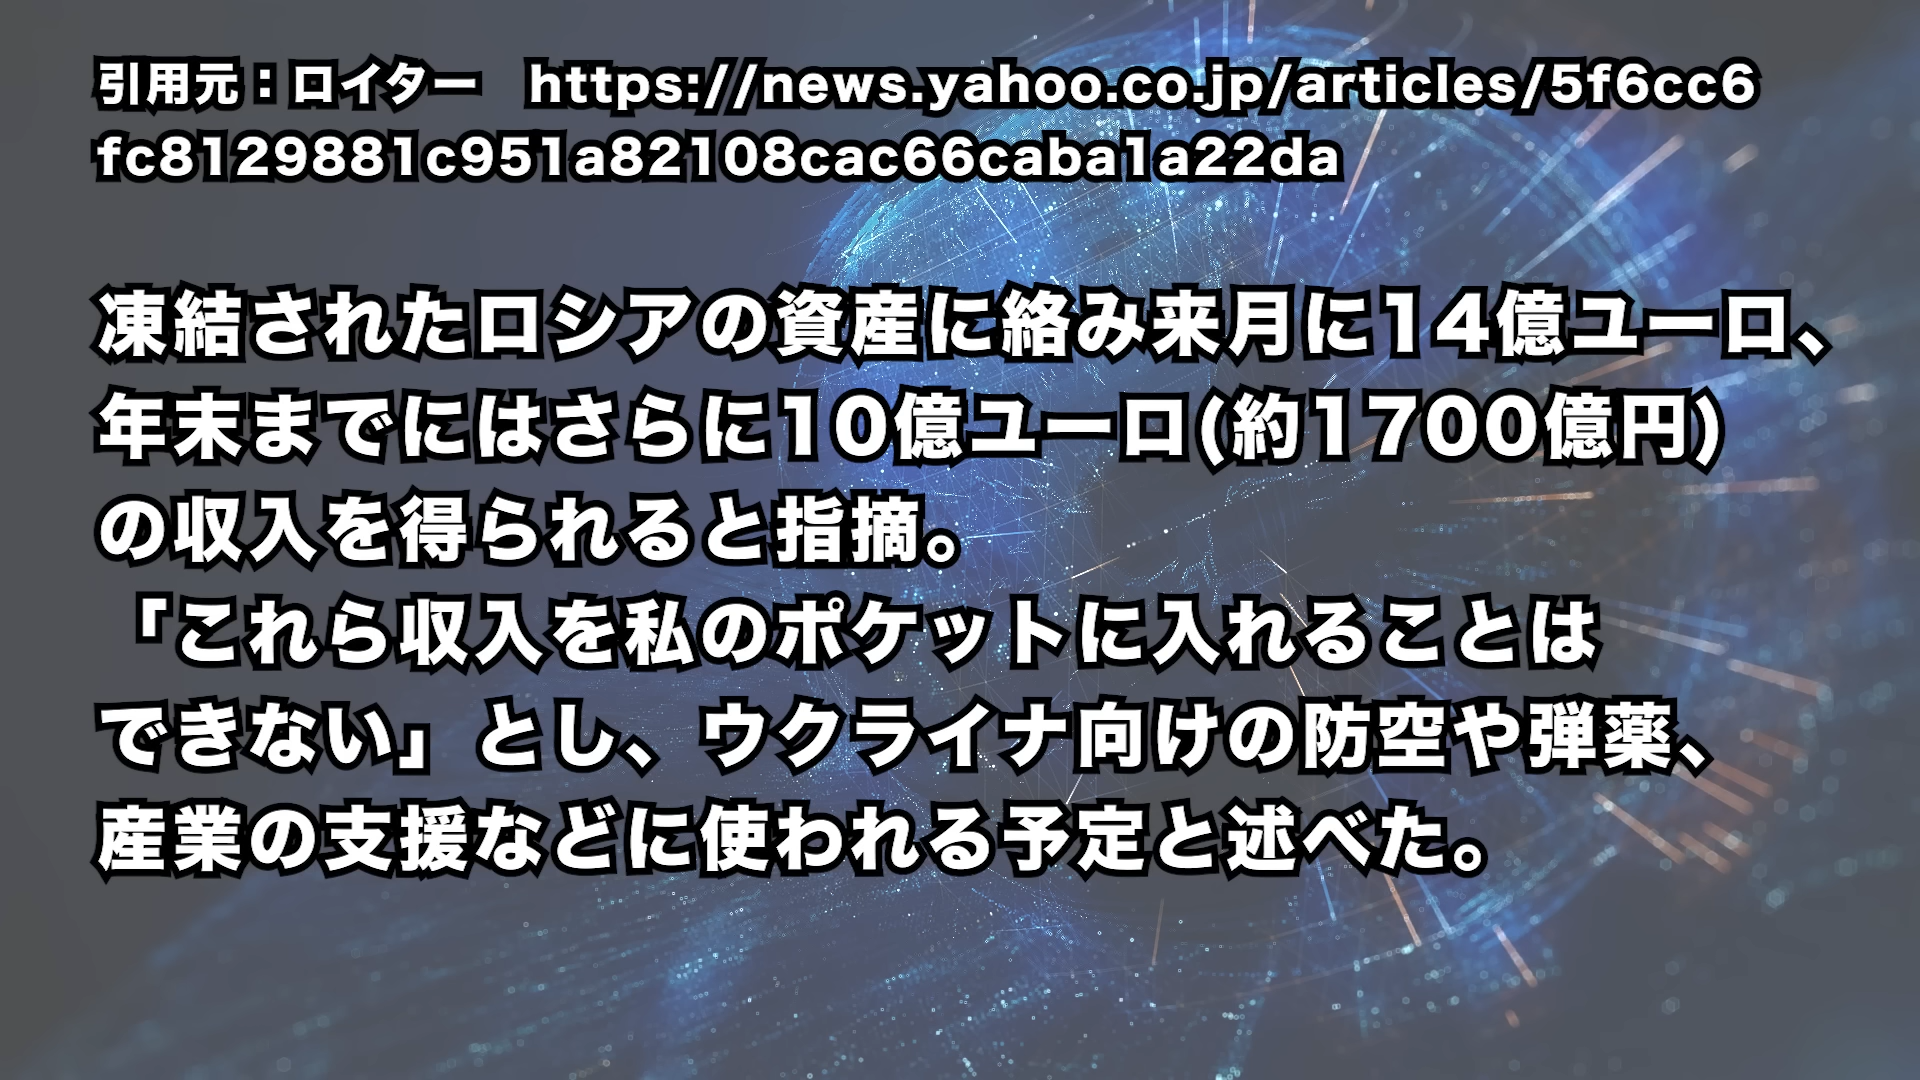 引用元：ロイター　https://news.yahoo.co.jp/articles/5f6cc6
fc8129881c951a82108cac66caba1a22da
凍結されたロシアの資産に絡み来月に14億ユーロ、
年末までにはさらに10億ユーロ(約1700億円)
の収入を得られると指摘。
「これら収入を私のポケットに入れることは
できない」とし、ウクライナ向けの防空や弾薬、
産業の支援などに使われる予定と述べた。